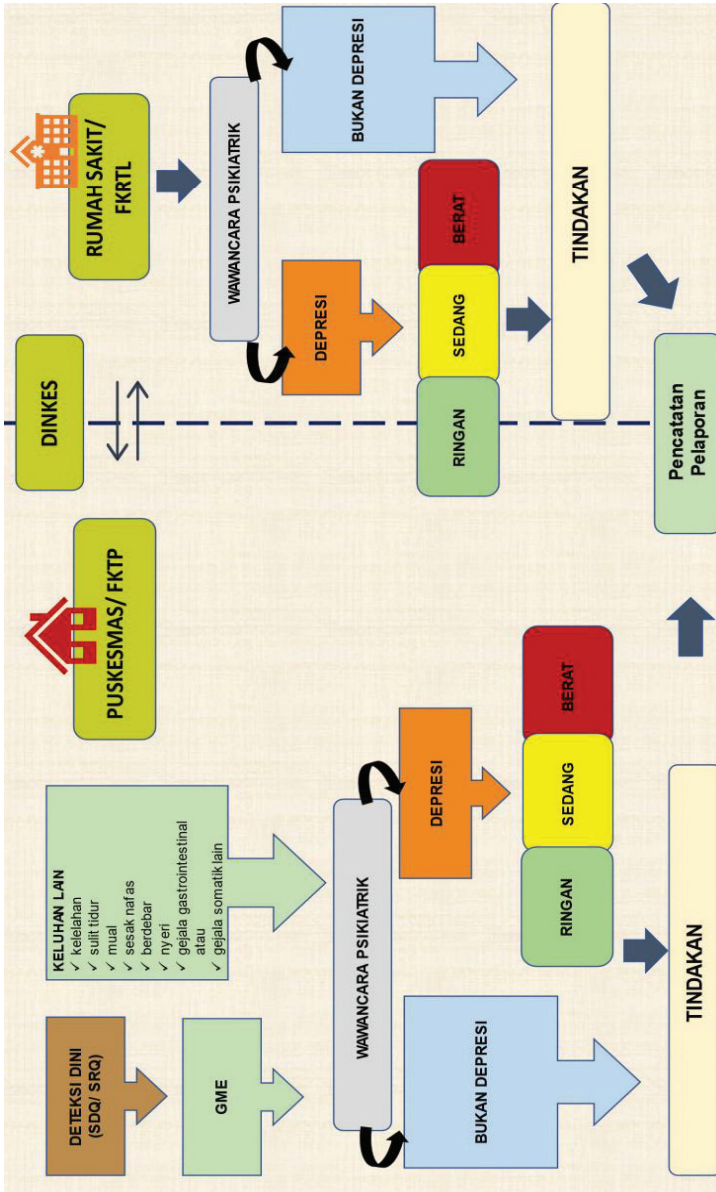 PUSKESMAS/ FKTP
DINKES
RUMAH SAKIT/
FKRTL
DETEKSI DINI
(SDQ/ SRQ)
GME
KELUHAN LAIN
✓ kelelahan
✓ sulit tidur
✓ mual
✓ sesak nafas
✓ berdebar
✓ nyeri
✓ gejala gastrointestinal
atau
✓ gejala somatik lain
WAWANCARA PSIKIATRIK
BUKAN DEPRESI
DEPRESI
RINGAN
SEDANG
BERAT
TINDAKAN
WAWANCARA PSIKIATRIK
DEPRESI
BUKAN DEPRESI
RINGAN
SEDANG
BERAT
TINDAKAN
Pencatatan
Pelaporan